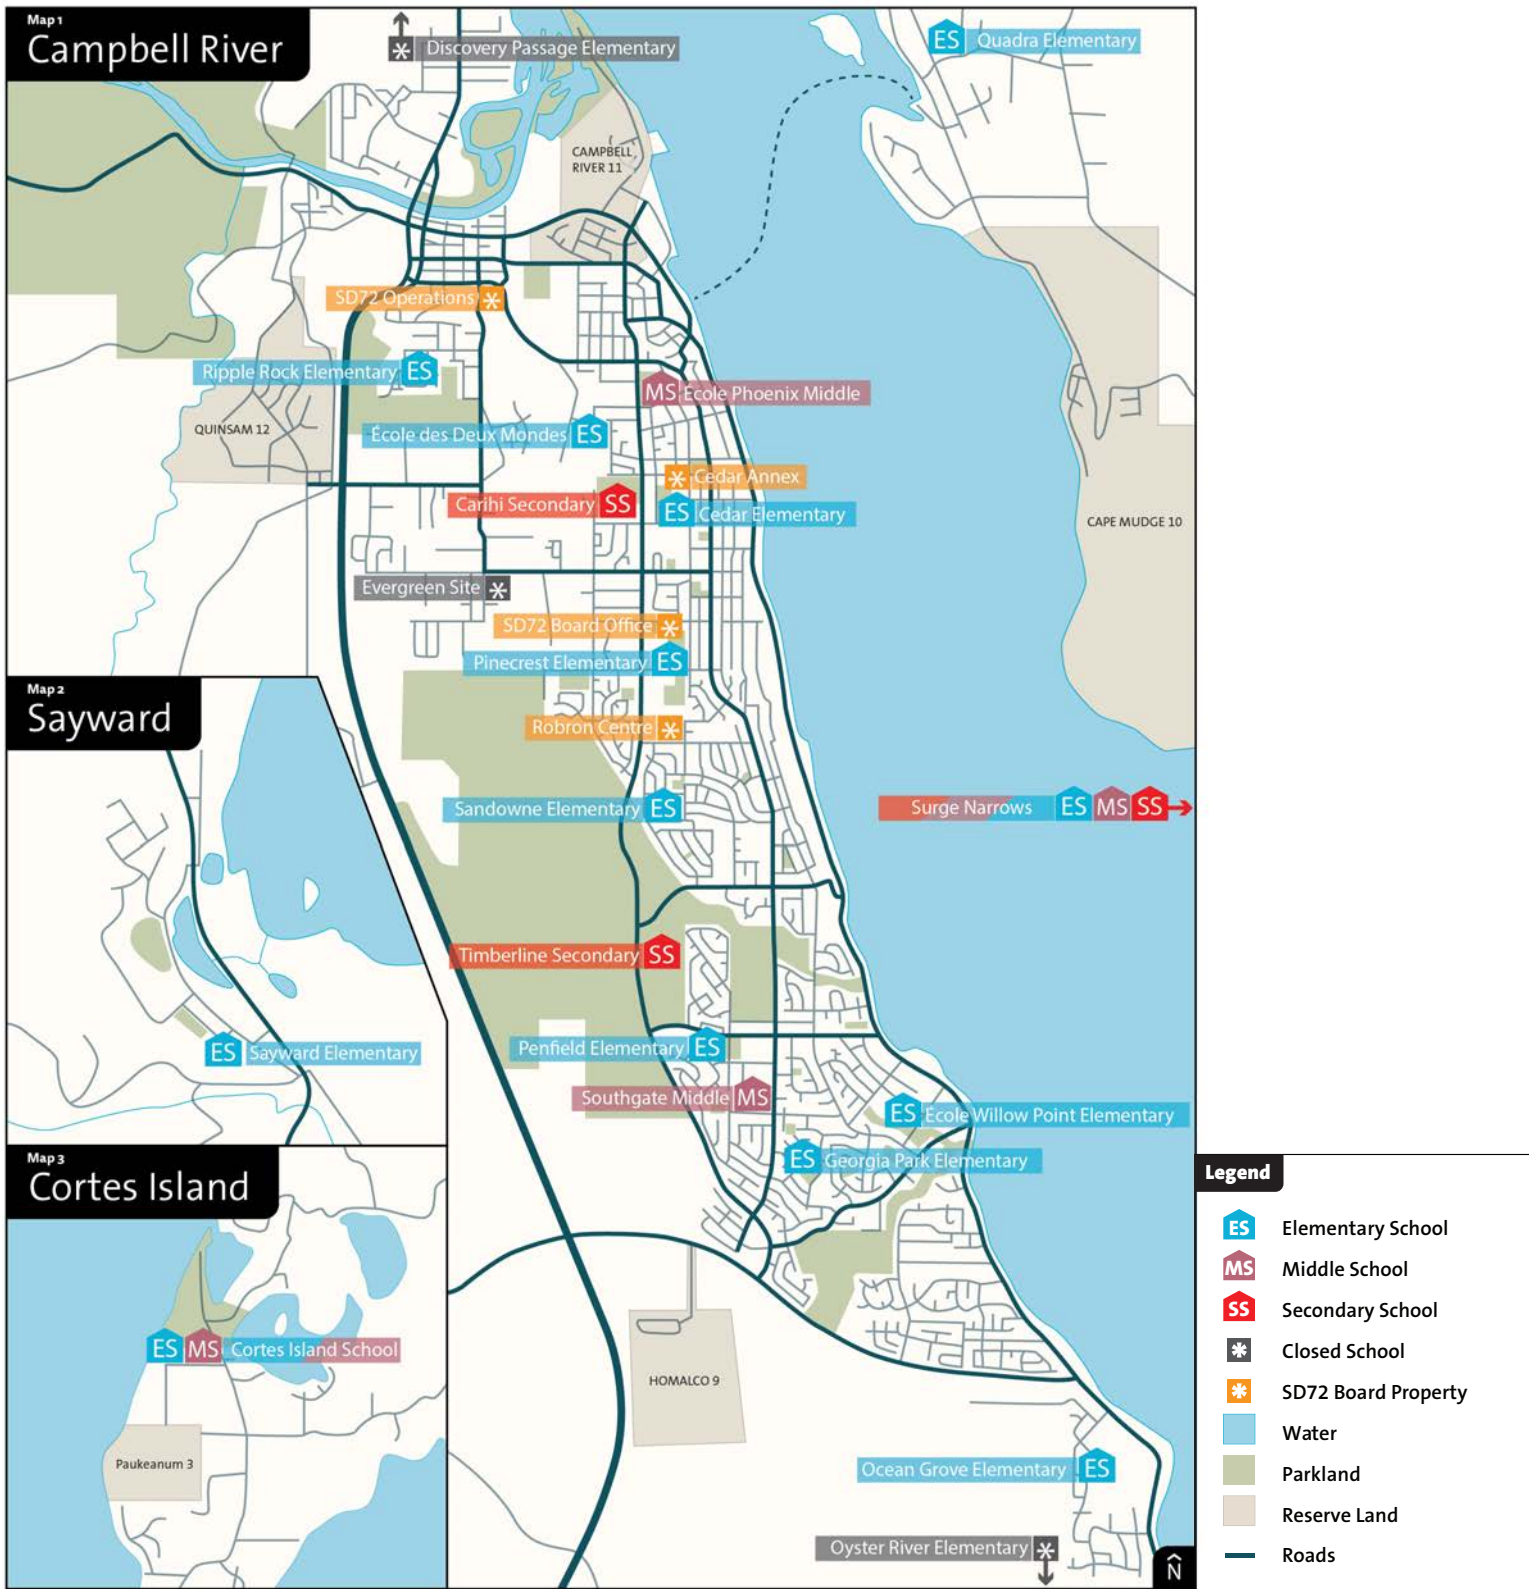 Map 1
Campbell River
Discovery Passage Elementary
ES Quadra Elementary
CAMPBELL
RIVER 11
SD72 Operations
Ripple Rock Elementary ES
MS École Phoenix Middle
QUINSAM 12
École des Deux Mondes ES
Cedar Annex
Carihi Secondary SS
ES Cedar Elementary
CAPE MUDGE 10
Evergreen Site
SD72 Board Office
Pinecrest Elementary ES
Map 2
Sayward
Robron Centre
Sandowne Elementary ES
Surge Narrows ES MS SS
Timberline Secondary SS
Penfield Elementary ES
ES Sayward Elementary
Southgate Middle MS
ES École Willow Point Elementary
Map 3
Cortes Island
ES Georgia Park Elementary
ES MS Cortes Island School
HOMALCO 9
Paukeanum 3
Ocean Grove Elementary ES
Oyster River Elementary
N
Legend
ES Elementary School
MS Middle School
SS Secondary School
Closed School
SD72 Board Property
Water
Parkland
Reserve Land
Roads